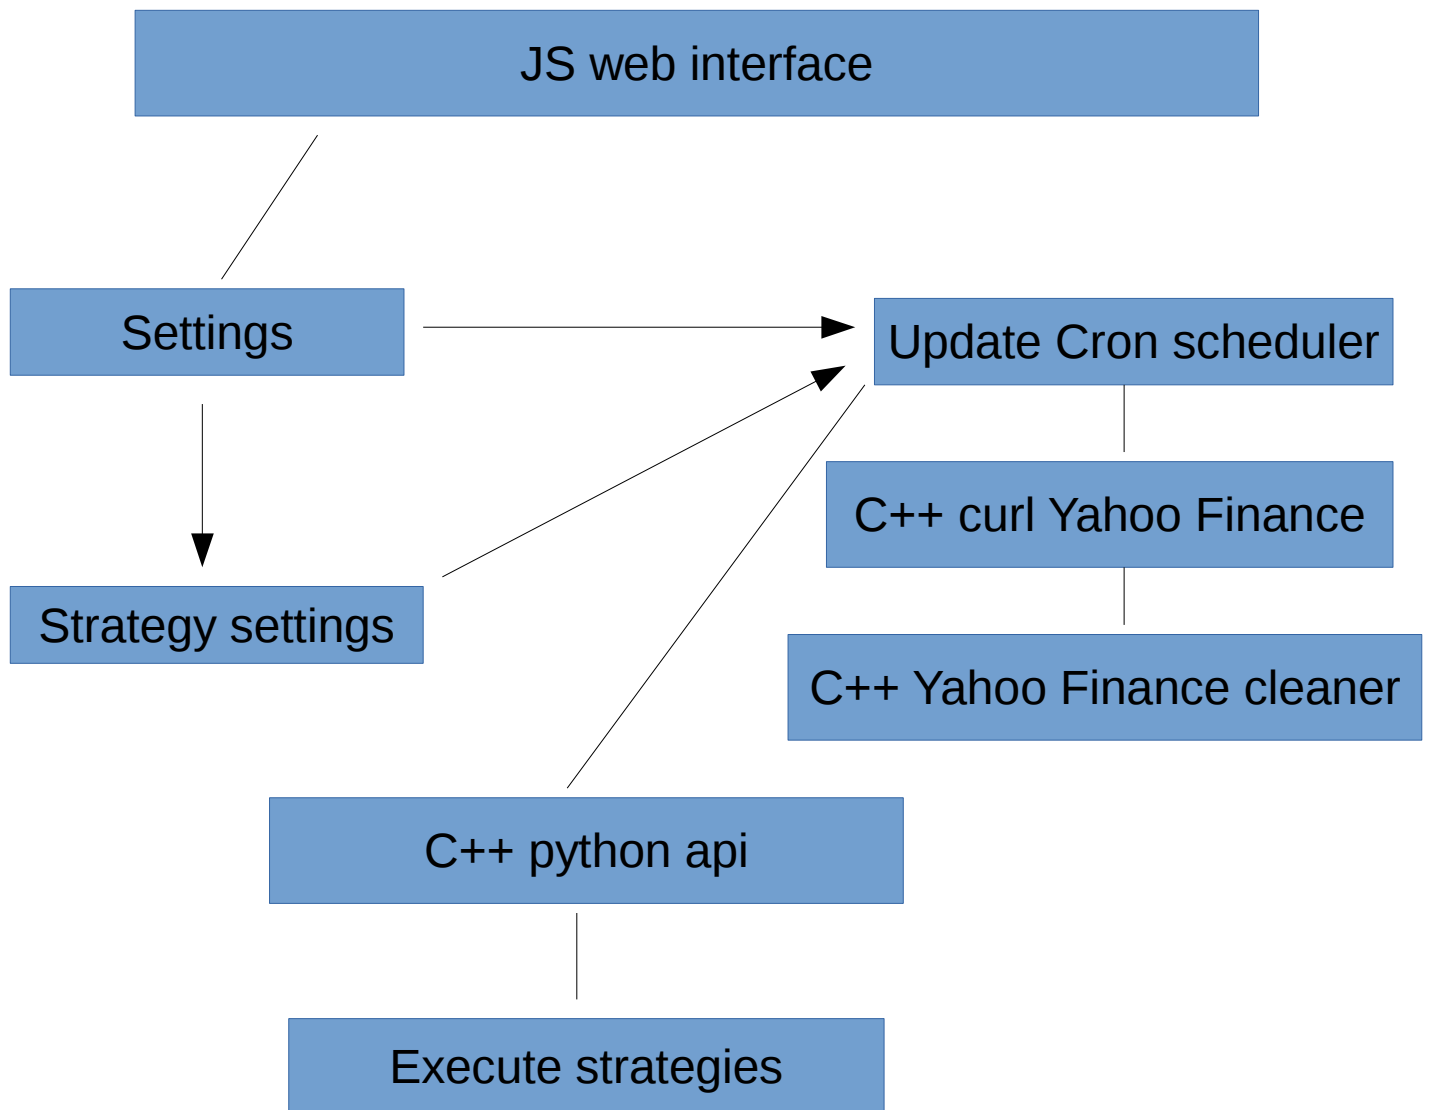 JS web interface
Settings
Update Cron scheduler
C++ curl Yahoo Finance
Strategy settings
C++ Yahoo Finance cleaner
C++ python api
Execute strategies